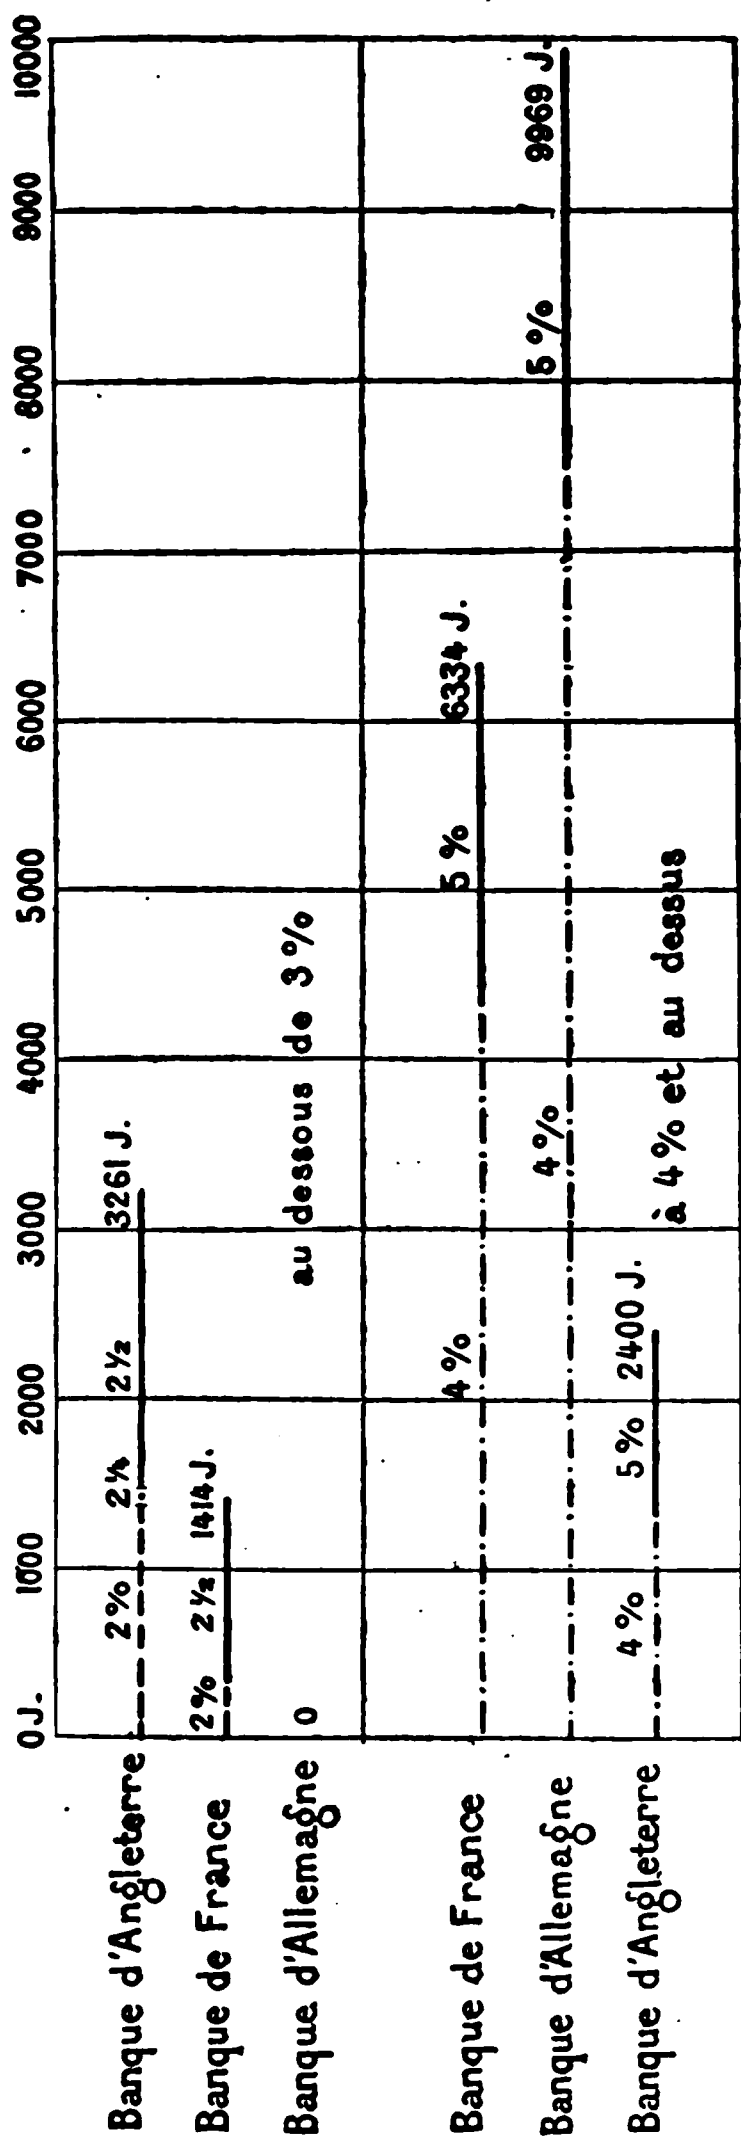 0 J. 1000 2000 3000 4000 5000 6000 7000 8000 9000 10000
Banque d'Angleterre 2% 2¼ 2½ 3261 J.
Banque de France 2% 2½ 1414 J.
Banque d'Allemagne 0 au dessous de 3%
Banque de France 4% 5% 6334 J.
Banque d'Allemagne 4% 5% 9969 J.
Banque d'Angleterre 4% 5% 2400 J.
à 4% et au dessus